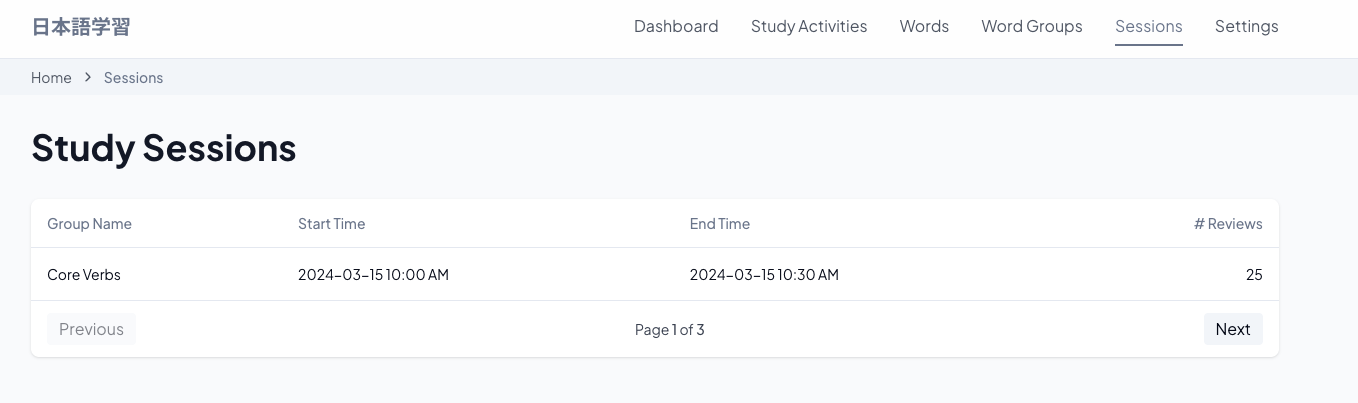 日本語学習 Dashboard Study Activities Words Word Groups Sessions Settings
Home > Sessions
Study Sessions
Group Name Start Time End Time # Reviews
Core Verbs 2024-03-15 10:00 AM 2024-03-15 10:30 AM 25
Previous Page 1 of 3 Next